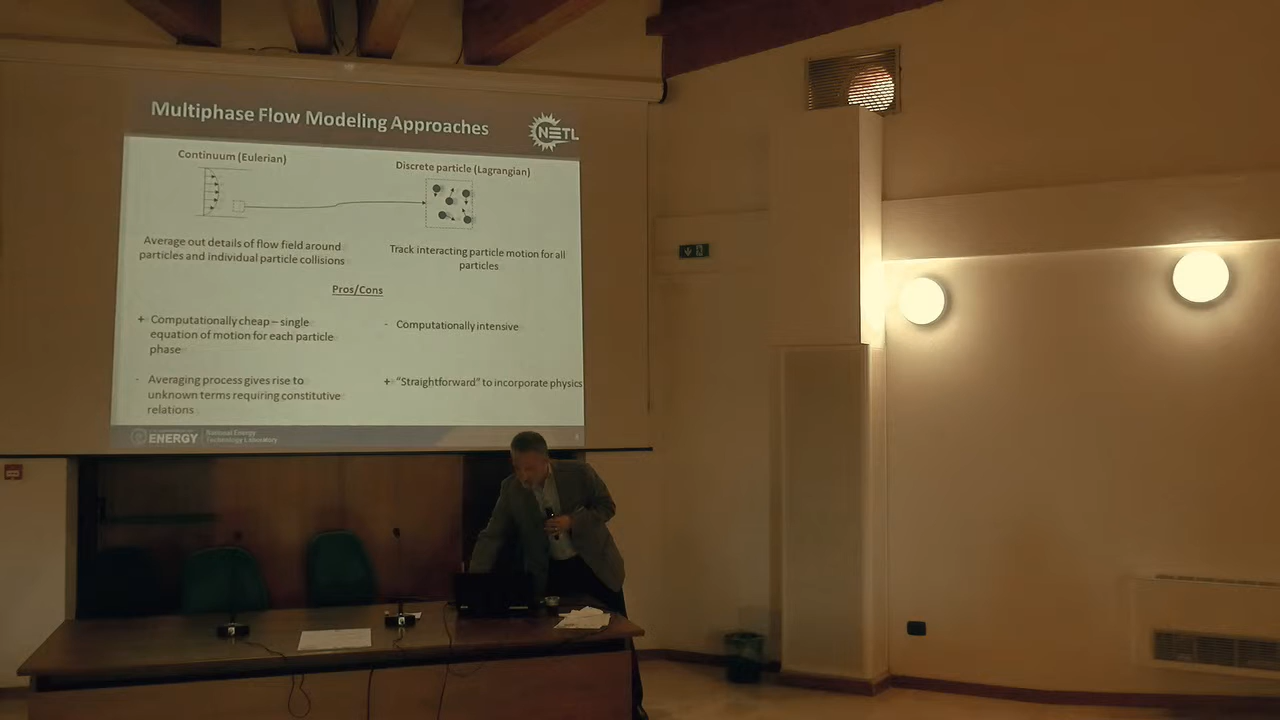 Multiphase Flow Modeling Approaches
NETL
Continuum (Eulerian)
Discrete particle (Lagrangian)
Average out details of flow field around
particles and individual particle collisions
Track interacting particle motion for all
particles
Pros/Cons
+ Computationally cheap – single
equation of motion for each particle
phase
- Computationally intensive
- Averaging process gives rise to
unknown terms requiring constitutive
relations
+ "Straightforward" to incorporate physics
ENERGY
National Energy
Technology Laboratory